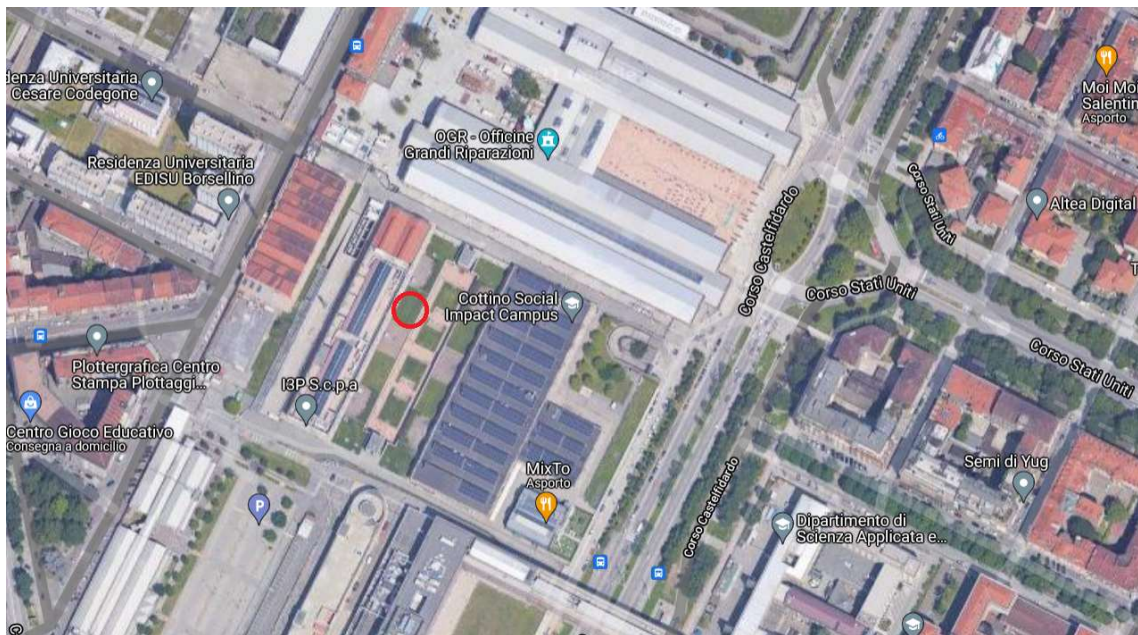 denza Universitaria
Cesare Codegone
Residenza Universitaria
EDISU Borsellino
OGR - Officine
Grandi Riparazioni
Moi Moi
Salentin
Asporto
Corso Stati Uniti
Altea Digital
Corso Castelfidardo
Corso Stati Uniti
Corso Stati Uniti
Cottino Social
Impact Campus
Plottergrafica Centro
Stampa Plottaggi...
I3P S.c.p.a
Centro Gioco Educativo
Consegna a domicilio
MixTo
Asporto
P
Semi di Yug
Corso Castelfidardo
Dipartimento di
Scienza Applicata e...